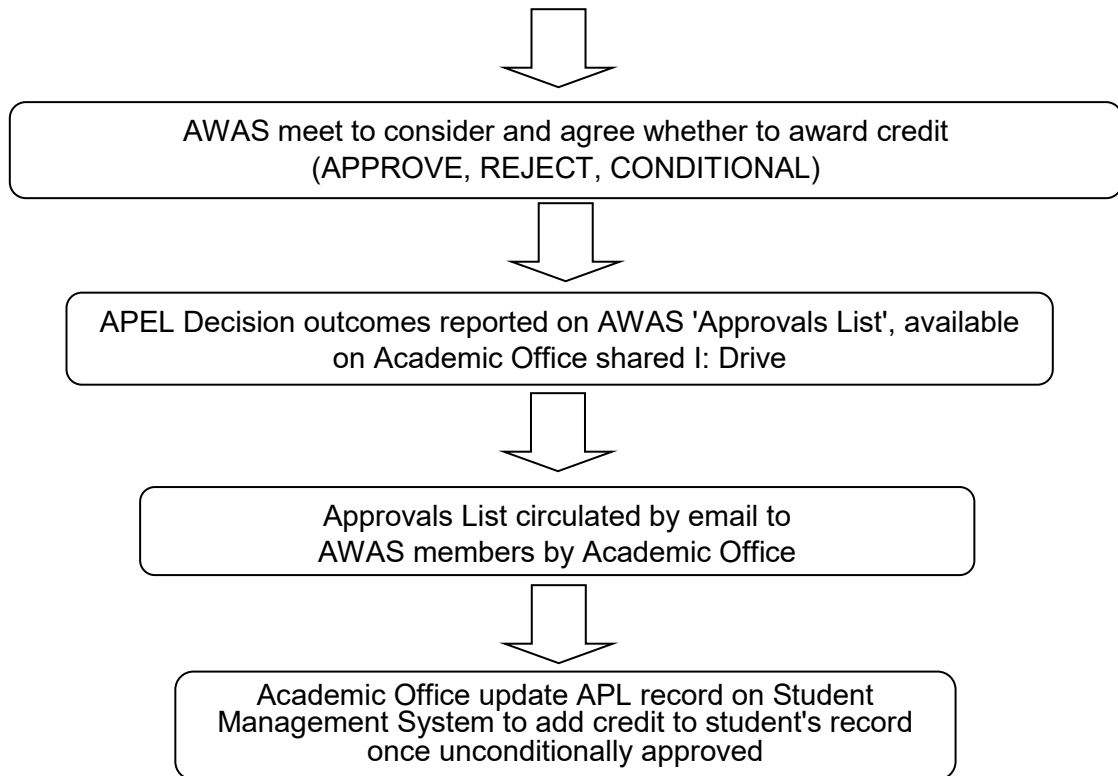 AWAS meet to consider and agree whether to award credit
(APPROVE, REJECT, CONDITIONAL)
APEL Decision outcomes reported on AWAS 'Approvals List', available
on Academic Office shared I: Drive
Approvals List circulated by email to
AWAS members by Academic Office
Academic Office update APL record on Student
Management System to add credit to student's record
once unconditionally approved